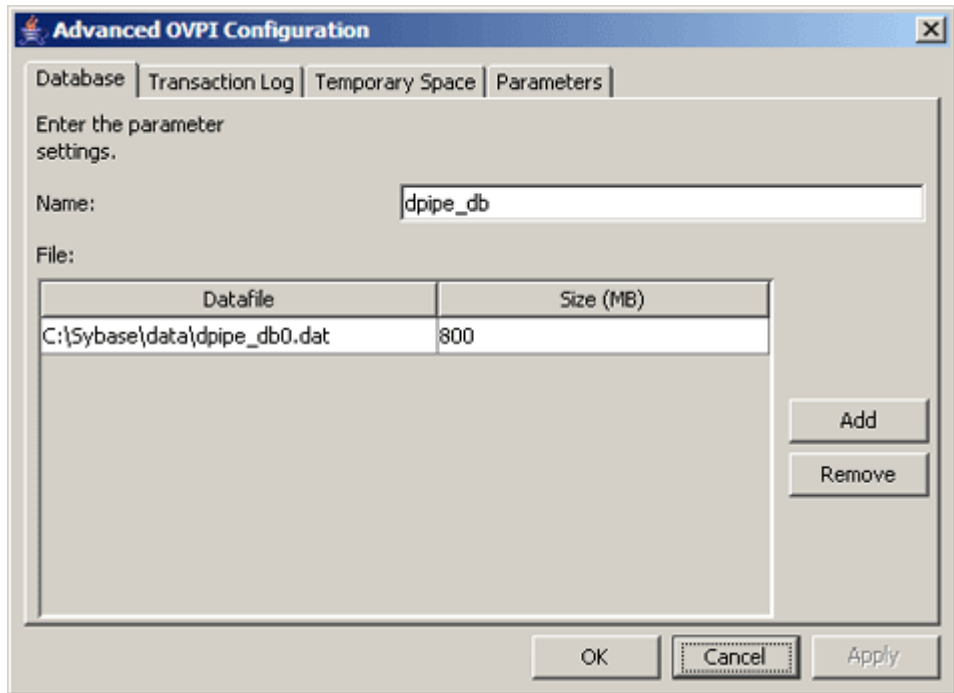 Advanced OVPI Configuration
Database Transaction Log Temporary Space Parameters
Enter the parameter
settings.
Name: dpipe_db
File:
Datafile Size (MB)
C:\Sybase\data\dpipe_db0.dat 800
Add
Remove
OK Cancel Apply